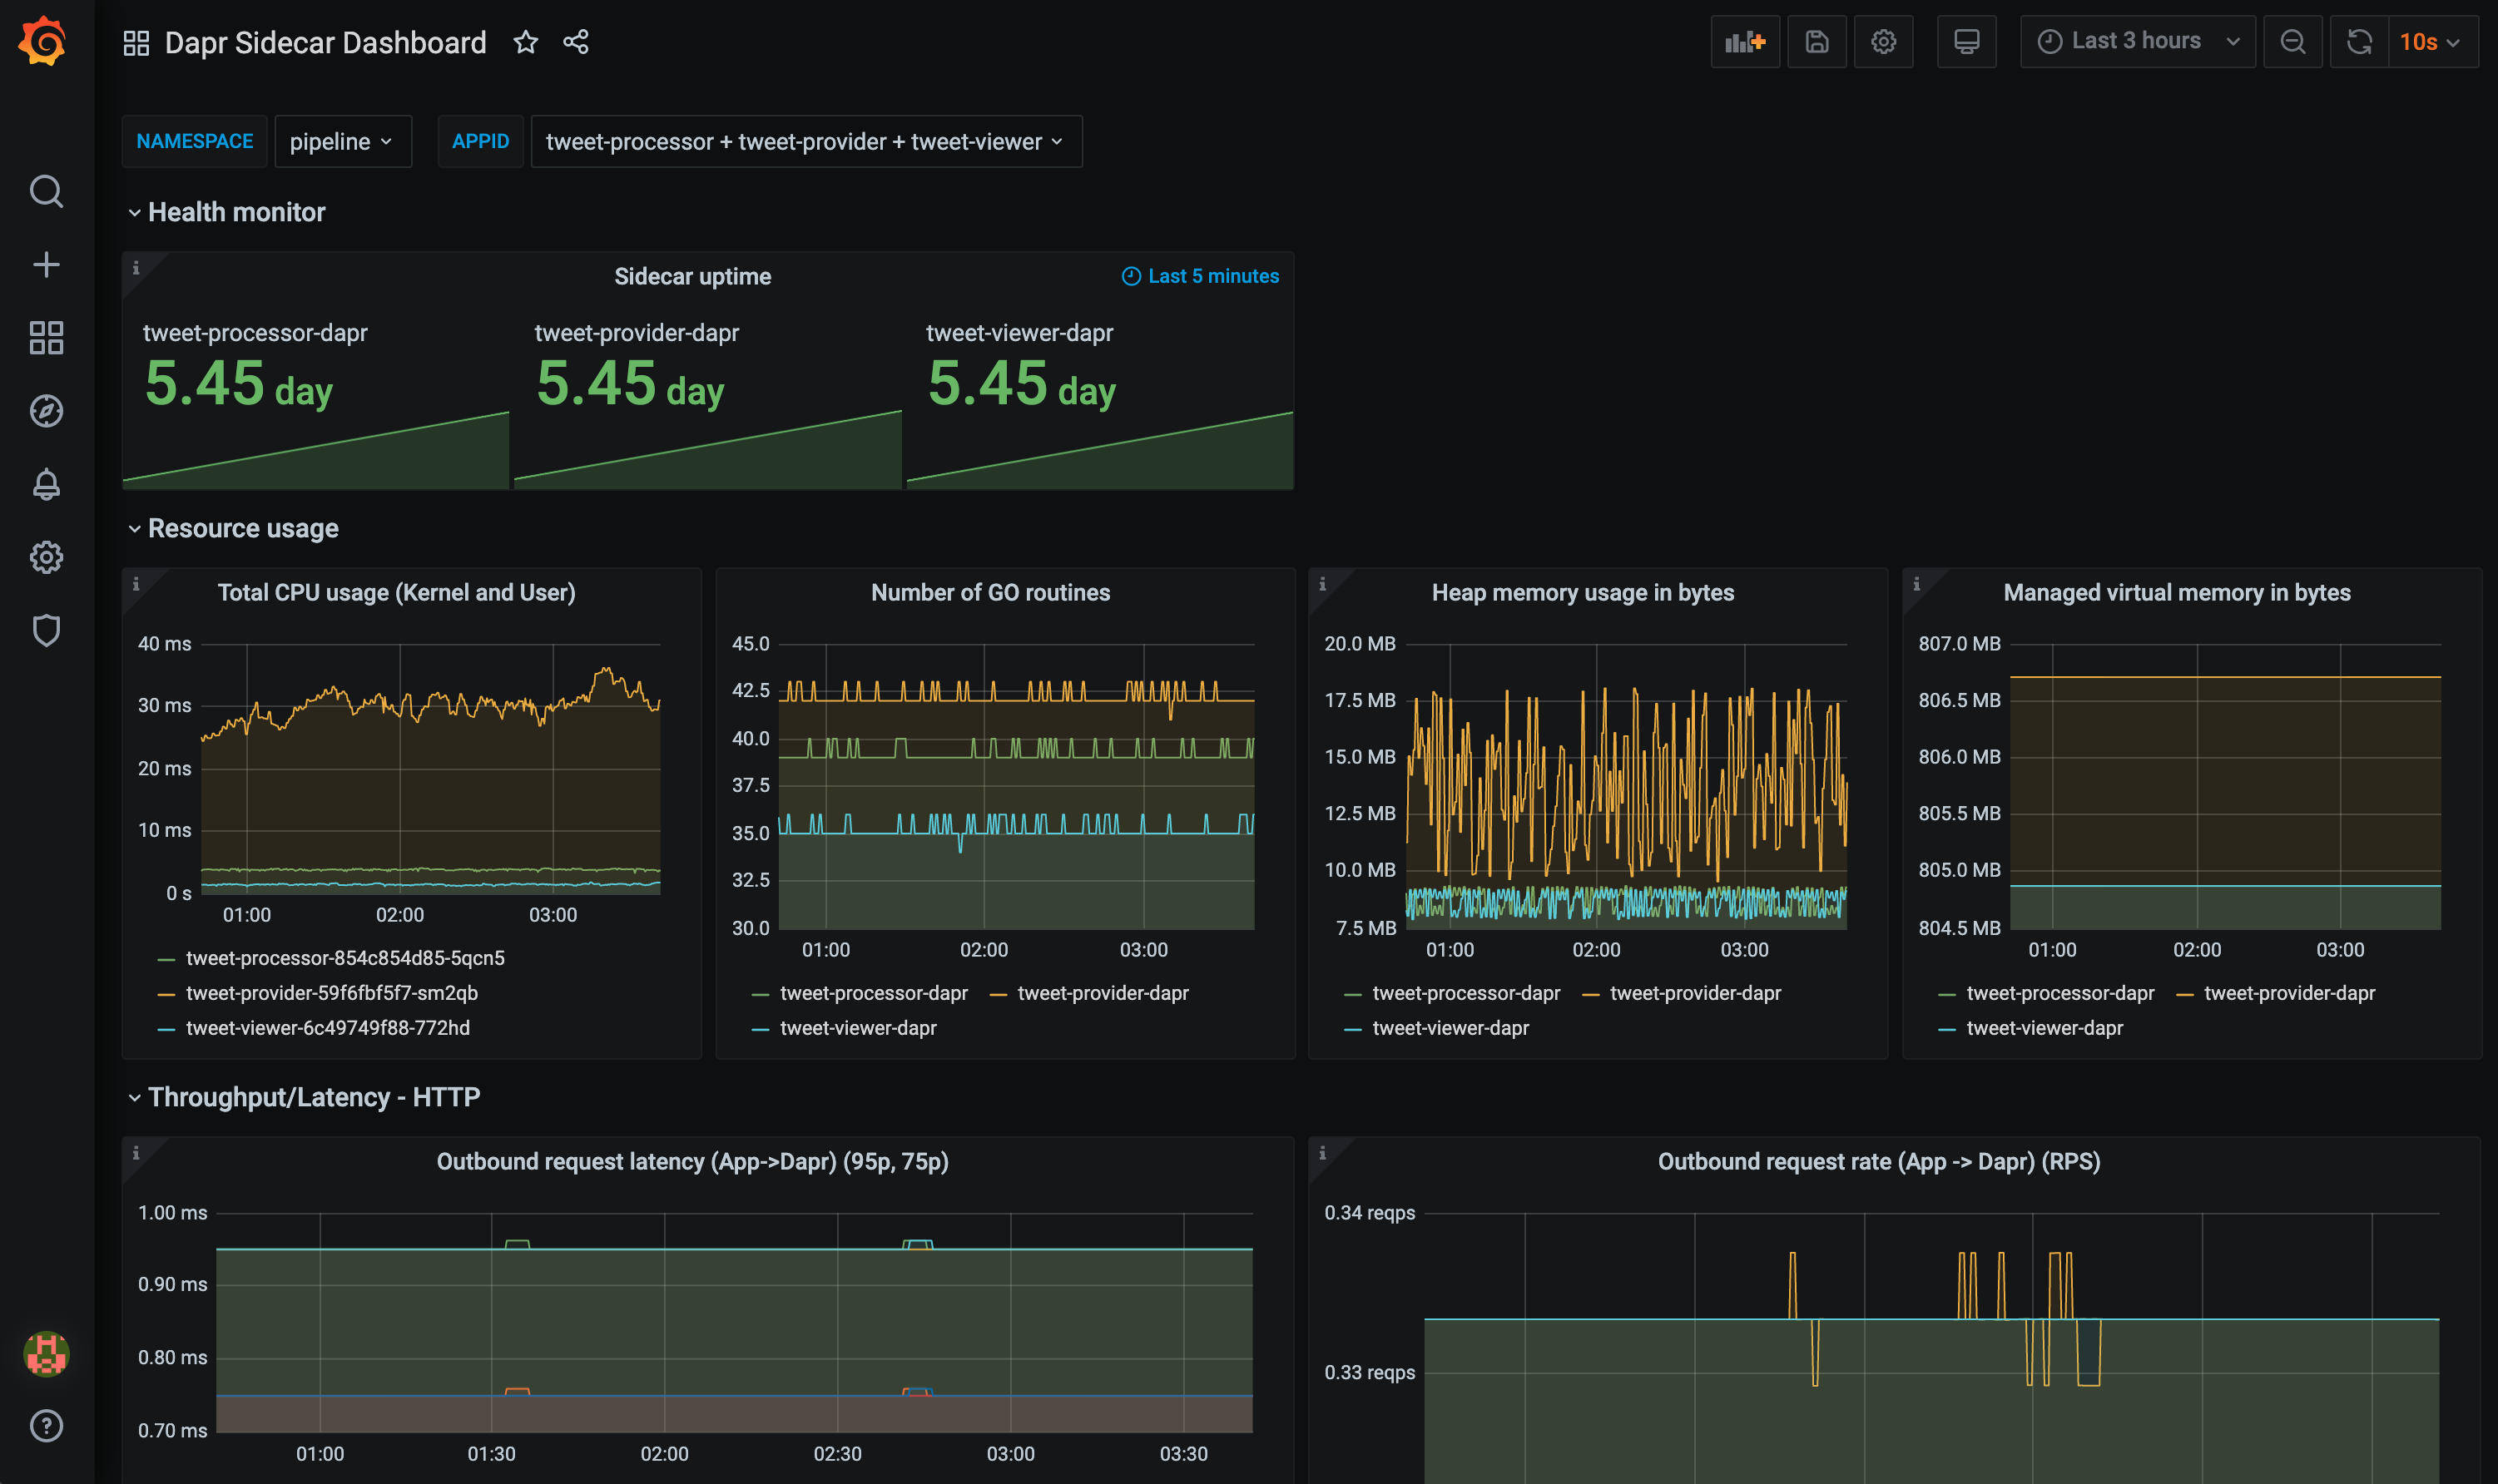 Dapr Sidecar Dashboard
Last 3 hours
10s
NAMESPACE pipeline APPID tweet-processor + tweet-provider + tweet-viewer
Health monitor
Sidecar uptime
Last 5 minutes
tweet-processor-dapr
5.45 day
tweet-provider-dapr
5.45 day
tweet-viewer-dapr
5.45 day
Resource usage
Total CPU usage (Kernel and User)
40 ms
30 ms
20 ms
10 ms
0 s
01:00 02:00 03:00
tweet-processor-854c854d85-5qcn5
tweet-provider-59f6fbf5f7-sm2qb
tweet-viewer-6c49749f88-772hd
Number of GO routines
45.0
42.5
40.0
37.5
35.0
32.5
30.0
01:00 02:00 03:00
tweet-processor-dapr tweet-provider-dapr
tweet-viewer-dapr
Heap memory usage in bytes
20.0 MB
17.5 MB
15.0 MB
12.5 MB
10.0 MB
7.5 MB
01:00 02:00 03:00
tweet-processor-dapr tweet-provider-dapr
tweet-viewer-dapr
Managed virtual memory in bytes
807.0 MB
806.5 MB
806.0 MB
805.5 MB
805.0 MB
804.5 MB
01:00 02:00 03:00
tweet-processor-dapr tweet-provider-dapr
tweet-viewer-dapr
Throughput/Latency - HTTP
Outbound request latency (App->Dapr) (95p, 75p)
1.00 ms
0.90 ms
0.80 ms
0.70 ms
01:00 01:30 02:00 02:30 03:00 03:30
Outbound request rate (App -> Dapr) (RPS)
0.34 reqps
0.33 reqps